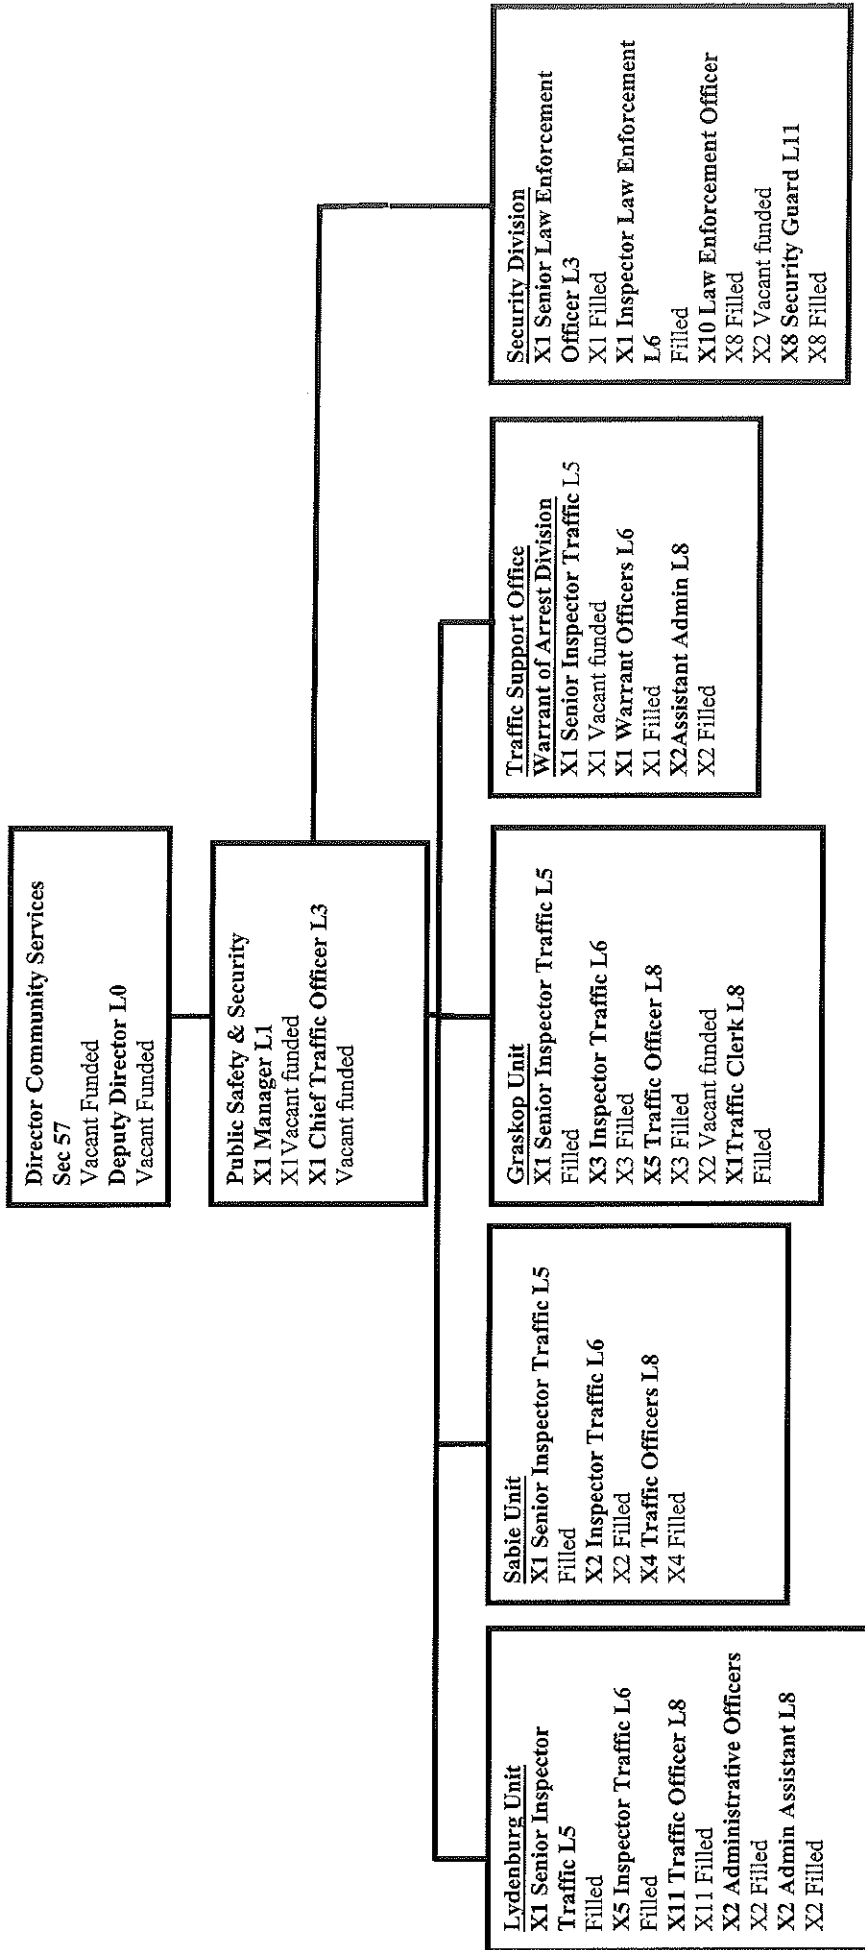 Director Community Services
Sec 57
Vacant Funded
Deputy Director L0
Vacant Funded
Public Safety & Security
X1 Manager L1
X1Vacant funded
X1 Chief Traffic Officer L3
Vacant funded
Lydenburg Unit
X1 Senior Inspector
Traffic L5
Filled
X5 Inspector Traffic L6
Filled
X11 Traffic Officer L8
X11 Filled
X2 Administrative Officers
X2 Filled
X2 Admin Assistant L8
X2 Filled
Sabie Unit
X1 Senior Inspector Traffic L5
Filled
X2 Inspector Traffic L6
X2 Filled
X4 Traffic Officers L8
X4 Filled
Graskop Unit
X1 Senior Inspector Traffic L5
Filled
X3 Inspector Traffic L6
X3 Filled
X5 Traffic Officer L8
X3 Filled
X2 Vacant funded
X1Traffic Clerk L8
Filled
Traffic Support Office
Warrant of Arrest Division
X1 Senior Inspector Traffic L5
X1 Vacant funded
X1 Warrant Officers L6
X1 Filled
X2Assistant Admin L8
X2 Filled
Security Division
X1 Senior Law Enforcement
Officer L3
X1 Filled
X1 Inspector Law Enforcement
L6
Filled
X10 Law Enforcement Officer
X8 Filled
X2 Vacant funded
X8 Security Guard L11
X8 Filled